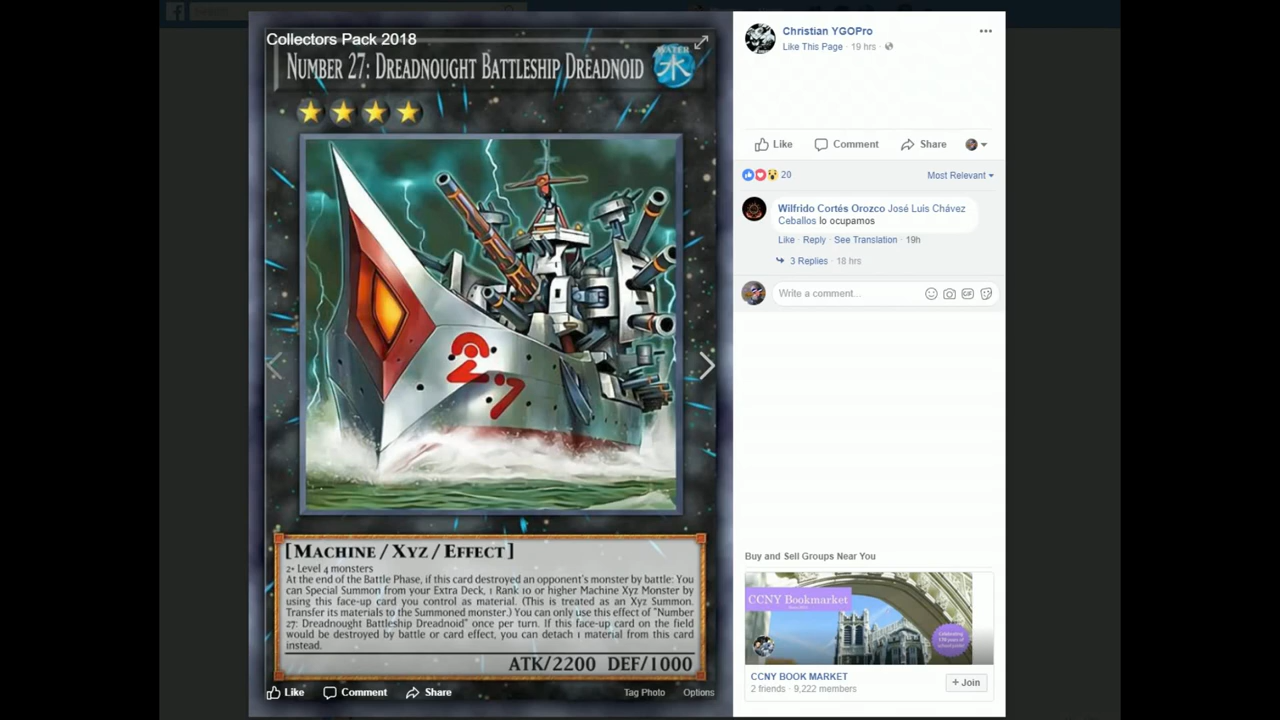 Collectors Pack 2018
NUMBER 27: DREADNOUGHT BATTLESHIP DREADNOID
WATER
水
27
[MACHINE / XYZ / EFFECT]
2+ Level 4 monsters
At the end of the Battle Phase, if this card destroyed an opponent's monster by battle: You
can Special Summon from your Extra Deck, 1 Rank 10 or higher Machine Xyz Monster by
using this face-up card you control as material. (This is treated as an Xyz Summon.
Transfer its materials to the Summoned monster.) You can only use this effect of "Number
27: Dreadnought Battleship Dreadnoid" once per turn. If this face-up card on the field
would be destroyed by battle or card effect, you can detach 1 material from this card
instead.
ATK/2200 DEF/1000
Like Comment Share
Tag Photo Options
Christian YGOPro
Like This Page · 19 hrs ·
Like Comment Share
20
Most Relevant
Wilfrido Cortés Orozco José Luis Chávez
Ceballos lo ocupamos
Like · Reply · See Translation · 19h
3 Replies · 18 hrs
Write a comment...
GIF
Buy and Sell Groups Near You
CCNY Bookmarket
CCNY BOOK MARKET
2 friends · 9,222 members
+ Join